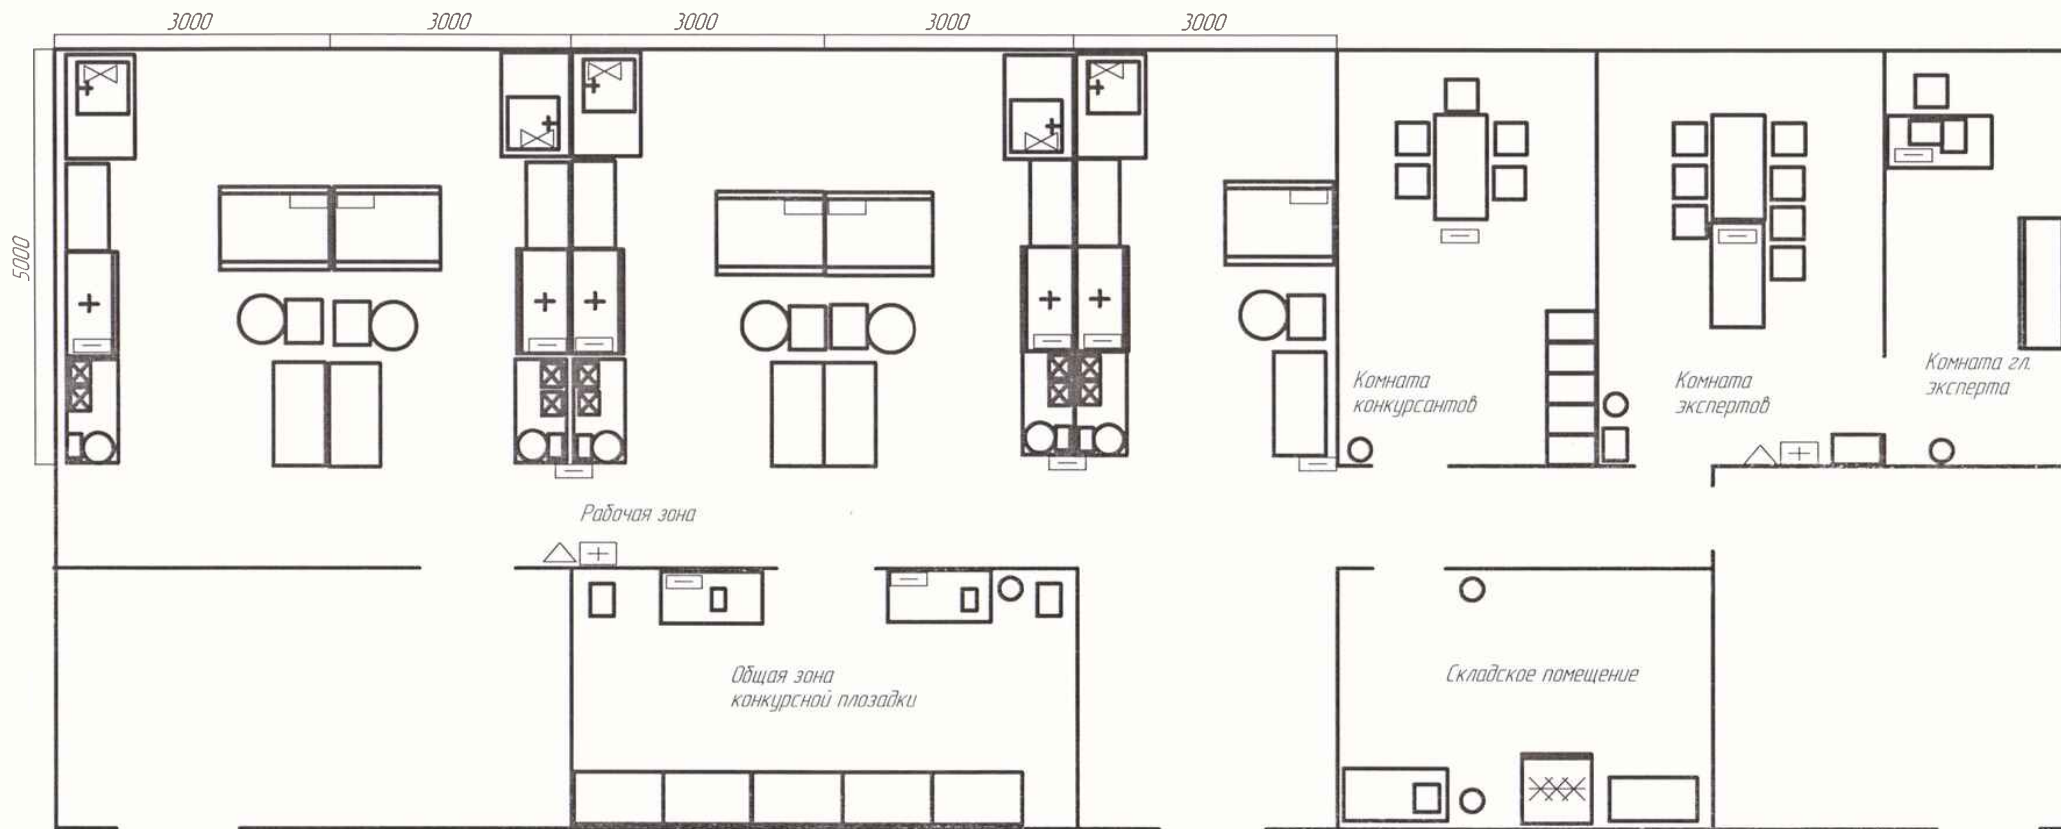 3000
3000
3000
3000
3000
5000
Комната
конкурсантов
Комната
экспертов
Комната гл.
эксперта
Рабочая зона
Общая зона
конкурсной плозадки
Складское помещение